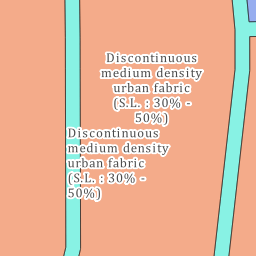 Discontinuous
medium density
urban fabric
(S.L. : 30% -
50%)
Discontinuous
medium density
urban fabric
(S.L. : 30% -
50%)